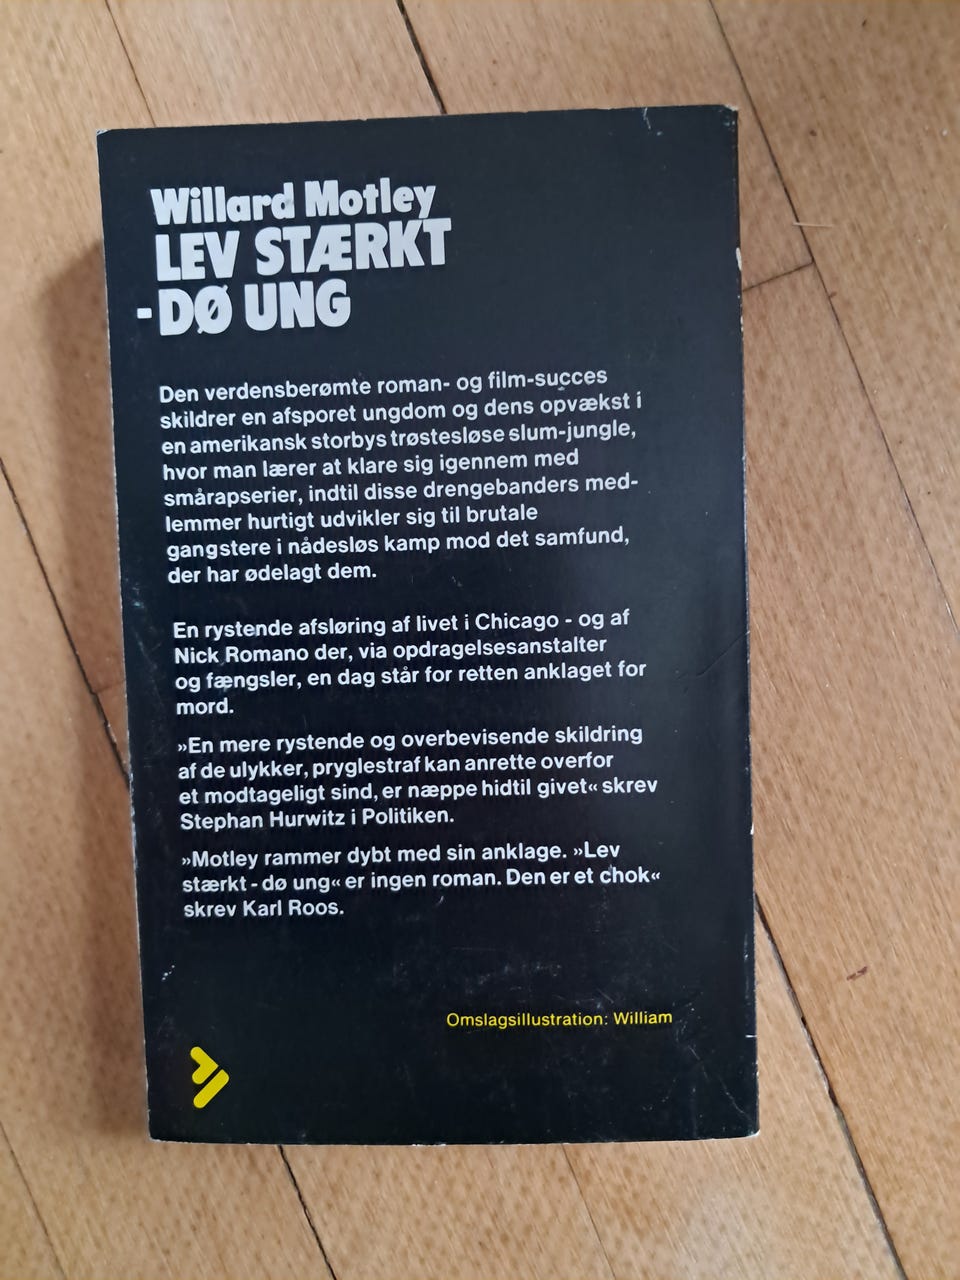 Willard Motley
LEV STÆRKT
-DØ UNG
Den verdensberømte roman- og film-succes
skildrer en afsporet ungdom og dens opvækst i
en amerikansk storbys trøstesløse slum-jungle,
hvor man lærer at klare sig igennem med
smårapserier, indtil disse drengebanders med-
lemmer hurtigt udvikler sig til brutale
gangstere i nådesløs kamp mod det samfund,
der har ødelagt dem.
En rystende afsløring af livet i Chicago - og af
Nick Romano der, via opdragelsesanstalter
og fængsler, en dag står for retten anklaget for
mord.
»En mere rystende og overbevisende skildring
af de ulykker, pryglestraf kan anrette overfor
et modtageligt sind, er næppe hidtil givet« skrev
Stephan Hurwitz i Politiken.
»Motley rammer dybt med sin anklage. »Lev
stærkt - dø ung« er ingen roman. Den er et chok«
skrev Karl Roos.
Omslagsillustration: William